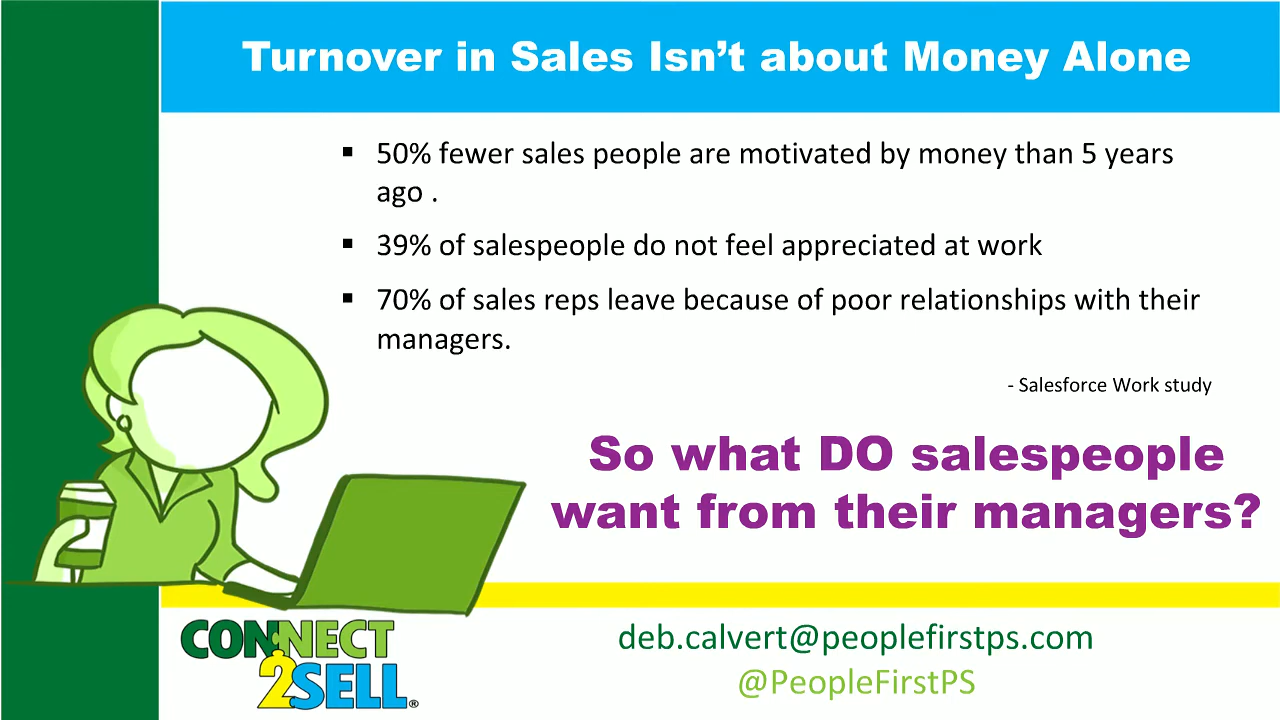 Turnover in Sales Isn’t about Money Alone
▪ 50% fewer sales people are motivated by money than 5 years
ago .
▪ 39% of salespeople do not feel appreciated at work
▪ 70% of sales reps leave because of poor relationships with their
managers.
- Salesforce Work study
So what DO salespeople
want from their managers?
CONNECT
2SELL®
deb.calvert@peoplefirstps.com
@PeopleFirstPS